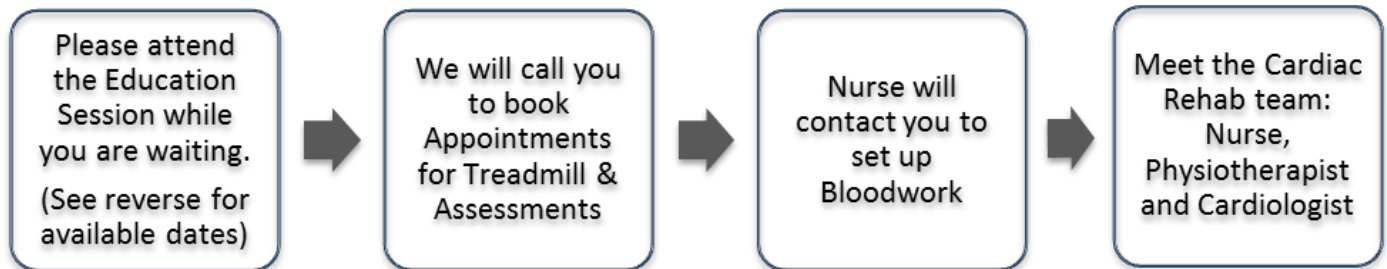 Please attend
the Education
Session while
you are waiting.
(See reverse for
available dates)
We will call you
to book
Appointments
for Treadmill &
Assessments
Nurse will
contact you to
set up
Bloodwork
Meet the Cardiac
Rehab team:
Nurse,
Physiotherapist
and Cardiologist